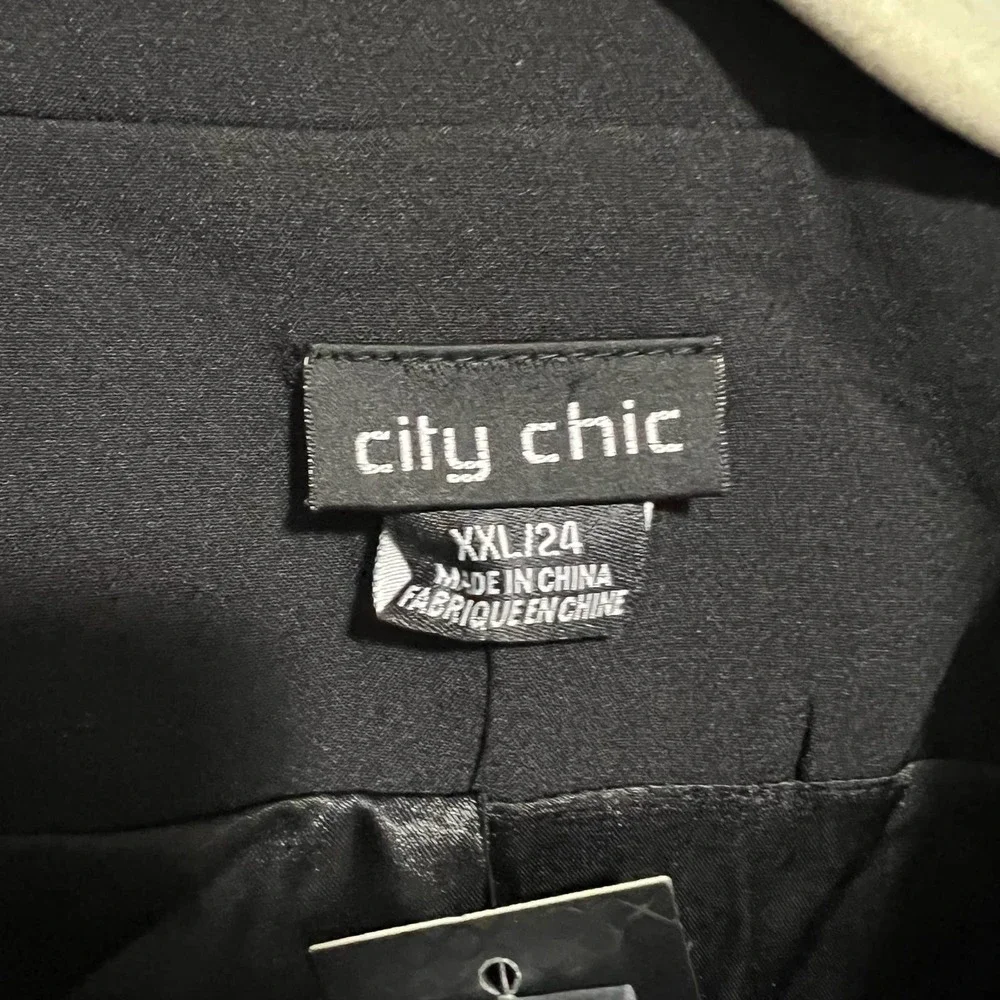 city chic
XXL/24
MADE IN CHINA
FABRIQUE EN CHINE